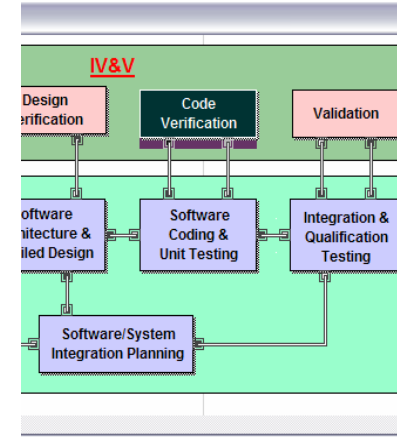 IV&V
Design
erification
Code
Verification
Validation
oftware
hitecture &
iled Design
Software
Coding &
Unit Testing
Integration &
Qualification
Testing
Software/System
Integration Planning